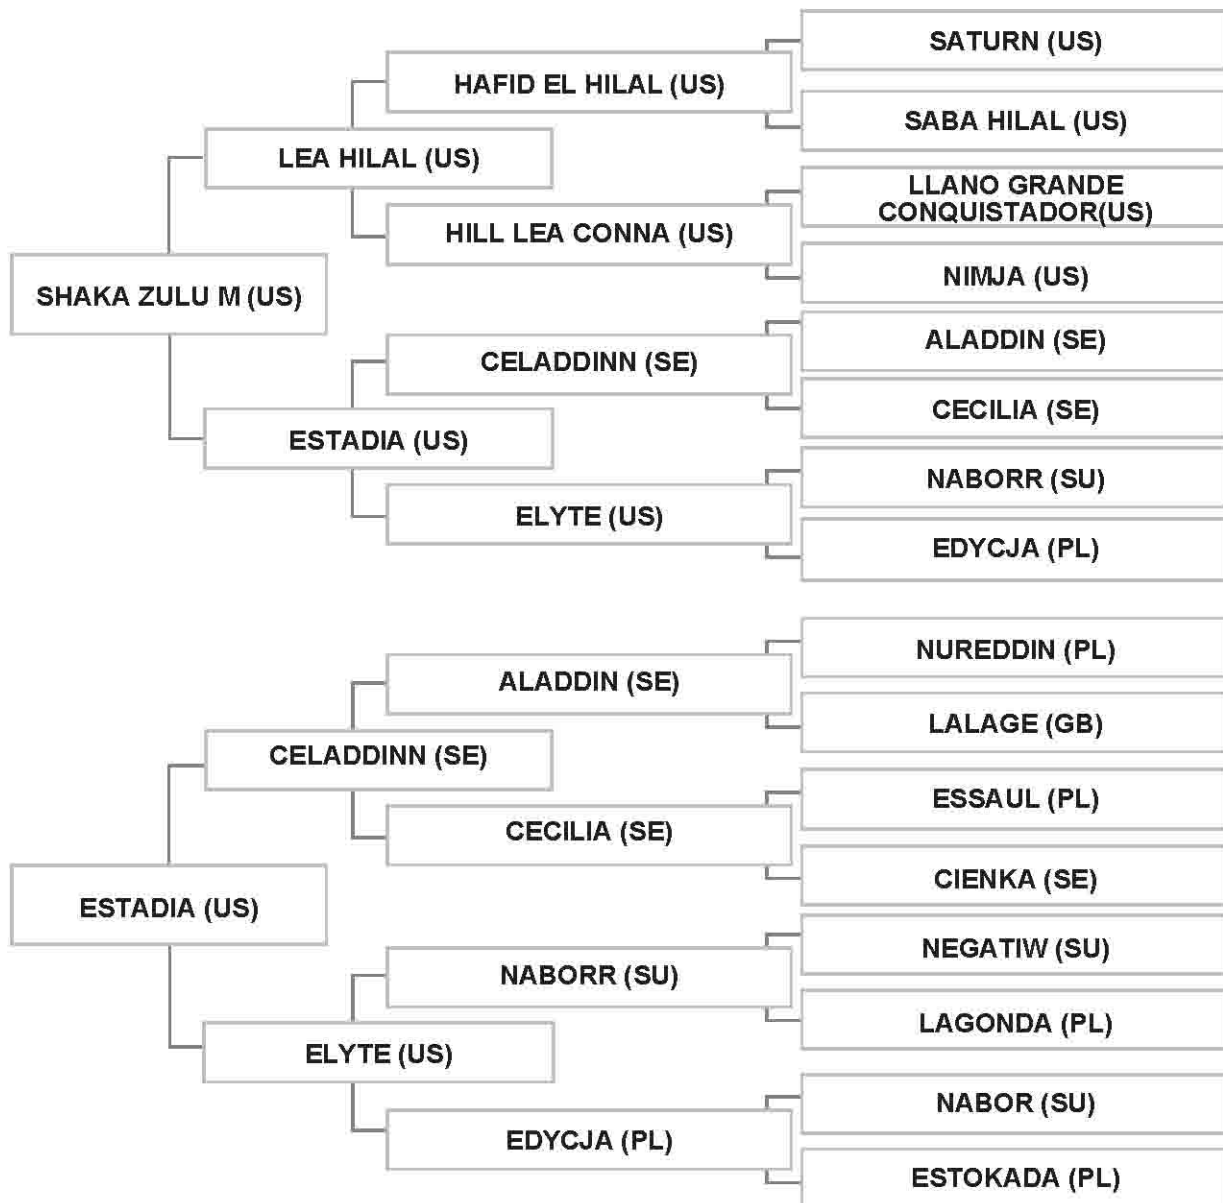 SATURN (US)
HAFID EL HILAL (US)
SABA HILAL (US)
LEA HILAL (US)
LLANO GRANDE
CONQUISTADOR(US)
HILL LEA CONNA (US)
NIMJA (US)
SHAKA ZULU M (US)
ALADDIN (SE)
CELADDINN (SE)
CECILIA (SE)
ESTADIA (US)
NABORR (SU)
ELYTE (US)
EDYCJA (PL)
NUREDDIN (PL)
ALADDIN (SE)
LALAGE (GB)
CELADDINN (SE)
ESSAUL (PL)
CECILIA (SE)
CIENKA (SE)
ESTADIA (US)
NEGATIW (SU)
NABORR (SU)
LAGONDA (PL)
ELYTE (US)
NABOR (SU)
EDYCJA (PL)
ESTOKADA (PL)